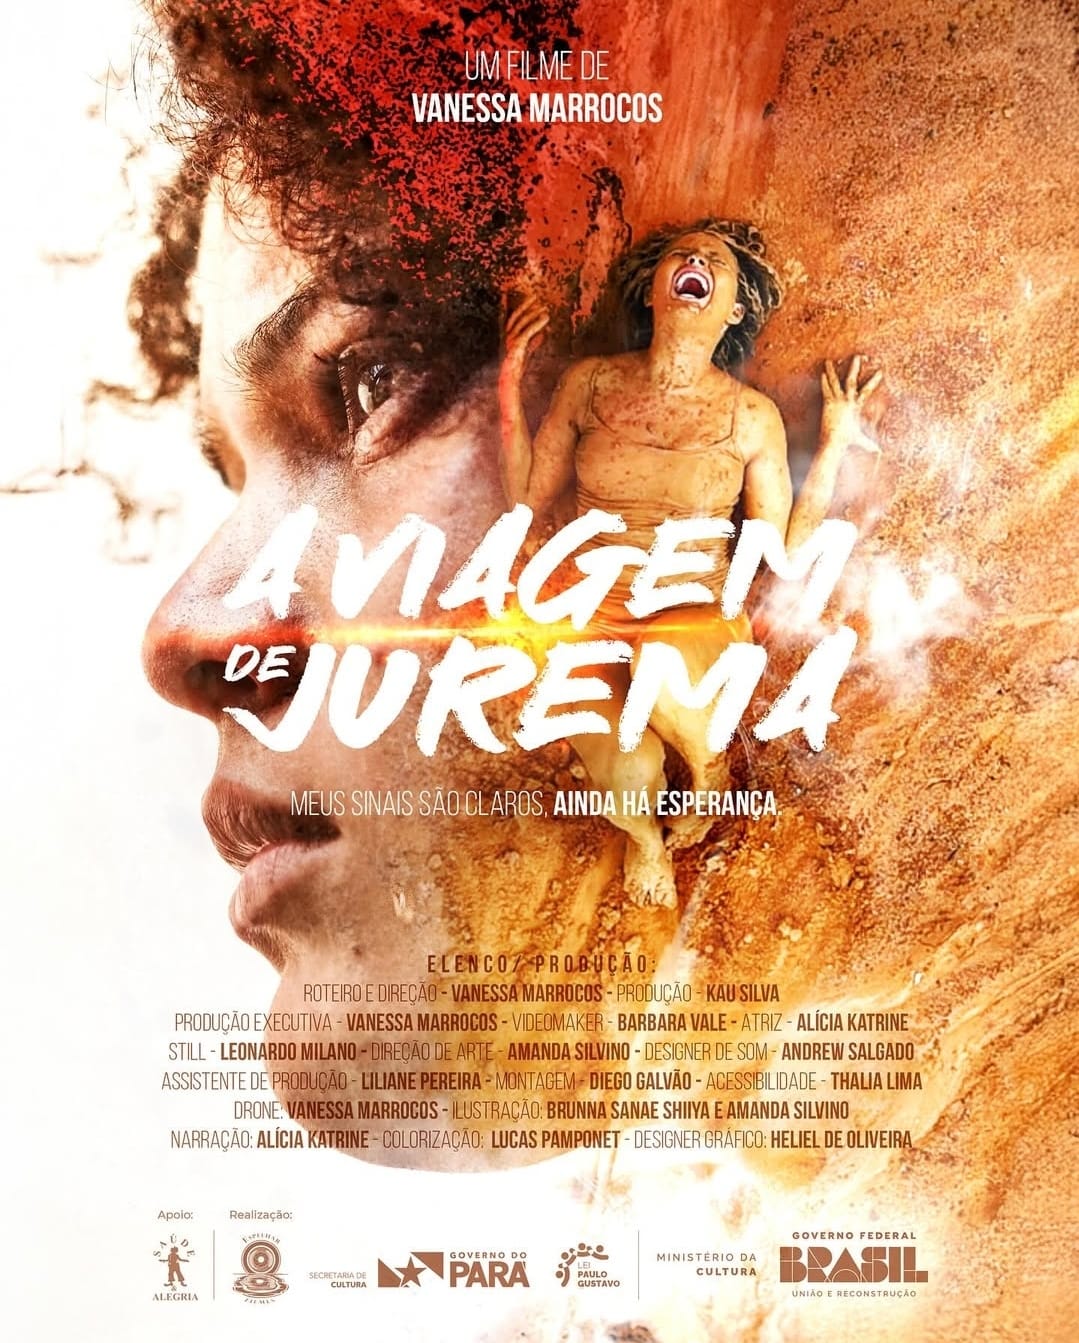 UM FILME DE
VANESSA MARROCOS
A VIAGEM
DE JUREMA
MEUS SINAIS SÃO CLAROS, AINDA HÁ ESPERANÇA.
ELENCO/ PRODUÇÃO:
ROTEIRO E DIREÇÃO - VANESSA MARROCOS - PRODUÇÃO - KAU SILVA
PRODUÇÃO EXECUTIVA - VANESSA MARROCOS - VIDEOMAKER - BARBARA VALE - ATRIZ - ALÍCIA KATRINE
STILL - LEONARDO MILANO - DIREÇÃO DE ARTE - AMANDA SILVINO - DESIGNER DE SOM - ANDREW SALGADO
ASSISTENTE DE PRODUÇÃO - LILIANE PEREIRA - MONTAGEM - DIEGO GALVÃO - ACESSIBILIDADE - THALIA LIMA
DRONE: VANESSA MARROCOS - ILUSTRAÇÃO: BRUNNA SANAE SHIIYA E AMANDA SILVINO
NARRAÇÃO: ALÍCIA KATRINE - COLORIZAÇÃO: LUCAS PAMPONET - DESIGNER GRÁFICO: HELIEL DE OLIVEIRA
Apoio:
SAÚDE
&
ALEGRIA
Realização:
SECRETARIA DE
CULTURA
GOVERNO DO
PARÁ
LEI
PAULO
GUSTAVO
MINISTÉRIO DA
CULTURA
GOVERNO FEDERAL
BRASIL
UNIÃO E RECONSTRUÇÃO